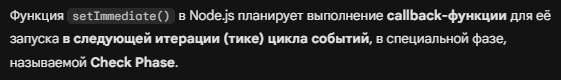 Функция setImmediate() в Node.js планирует выполнение callback-функции для её
запуска в следующей итерации (тике) цикла событий, в специальной фазе,
называемой Check Phase.